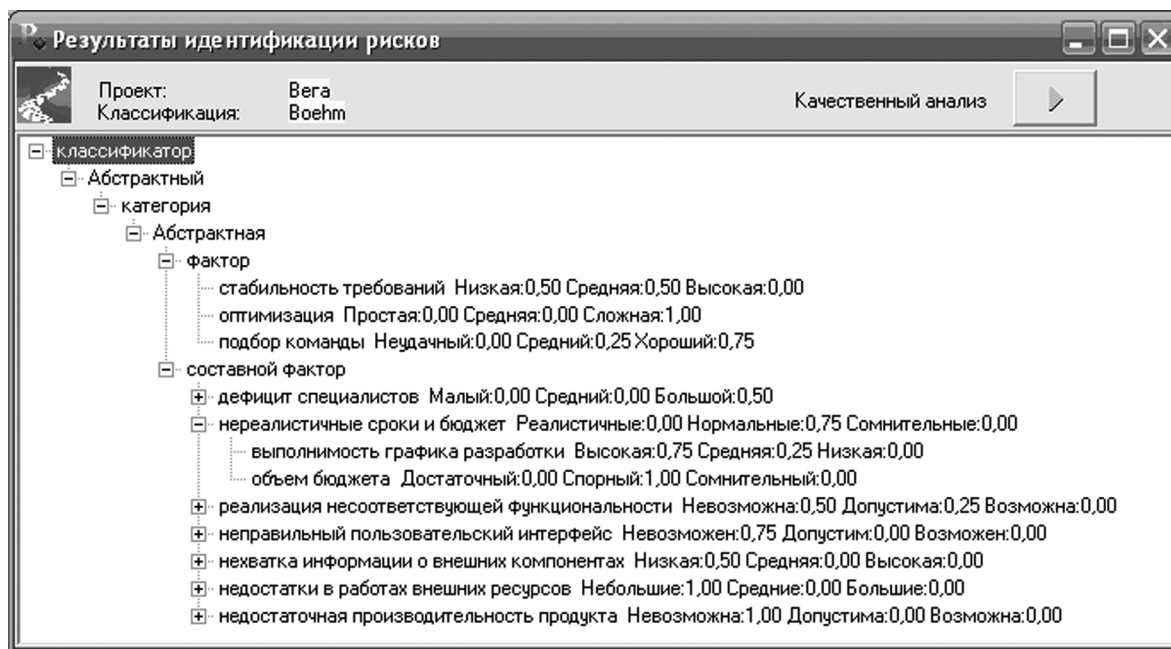 Результаты идентификации рисков
Проект: Вега
Классификация: Boehm
Качественный анализ
классификатор
Абстрактный
категория
Абстрактная
фактор
стабильность требований Низкая:0,50 Средняя:0,50 Высокая:0,00
оптимизация Простая:0,00 Средняя:0,00 Сложная:1,00
подбор команды Неудачный:0,00 Средний:0,25 Хороший:0,75
составной фактор
дефицит специалистов Малый:0,00 Средний:0,00 Большой:0,50
нереалистичные сроки и бюджет Реалистичные:0,00 Нормальные:0,75 Сомнительные:0,00
выполнимость графика разработки Высокая:0,75 Средняя:0,25 Низкая:0,00
объем бюджета Достаточный:0,00 Спорный:1,00 Сомнительный:0,00
реализация несоответствующей функциональности Невозможна:0,50 Допустима:0,25 Возможна:0,00
неправильный пользовательский интерфейс Невозможен:0,75 Допустим:0,00 Возможен:0,00
нехватка информации о внешних компонентах Низкая:0,50 Средняя:0,00 Высокая:0,00
недостатки в работах внешних ресурсов Небольшие:1,00 Средние:0,00 Большие:0,00
недостаточная производительность продукта Невозможна:1,00 Допустима:0,00 Возможна:0,00